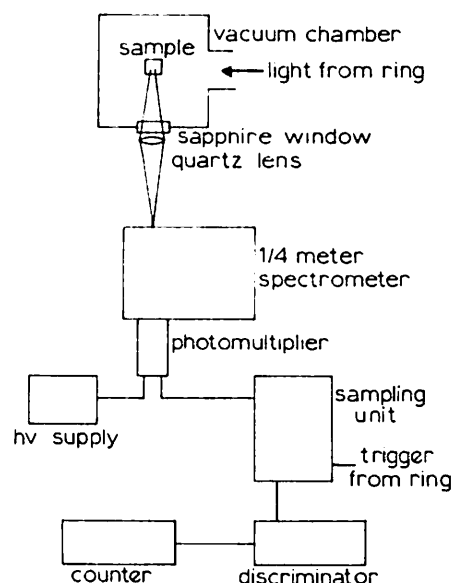 vacuum chamber
sample
light from ring
sapphire window
quartz lens
1/4 meter
spectrometer
photomultiplier
hv supply
sampling
unit
trigger
from ring
counter
discriminator